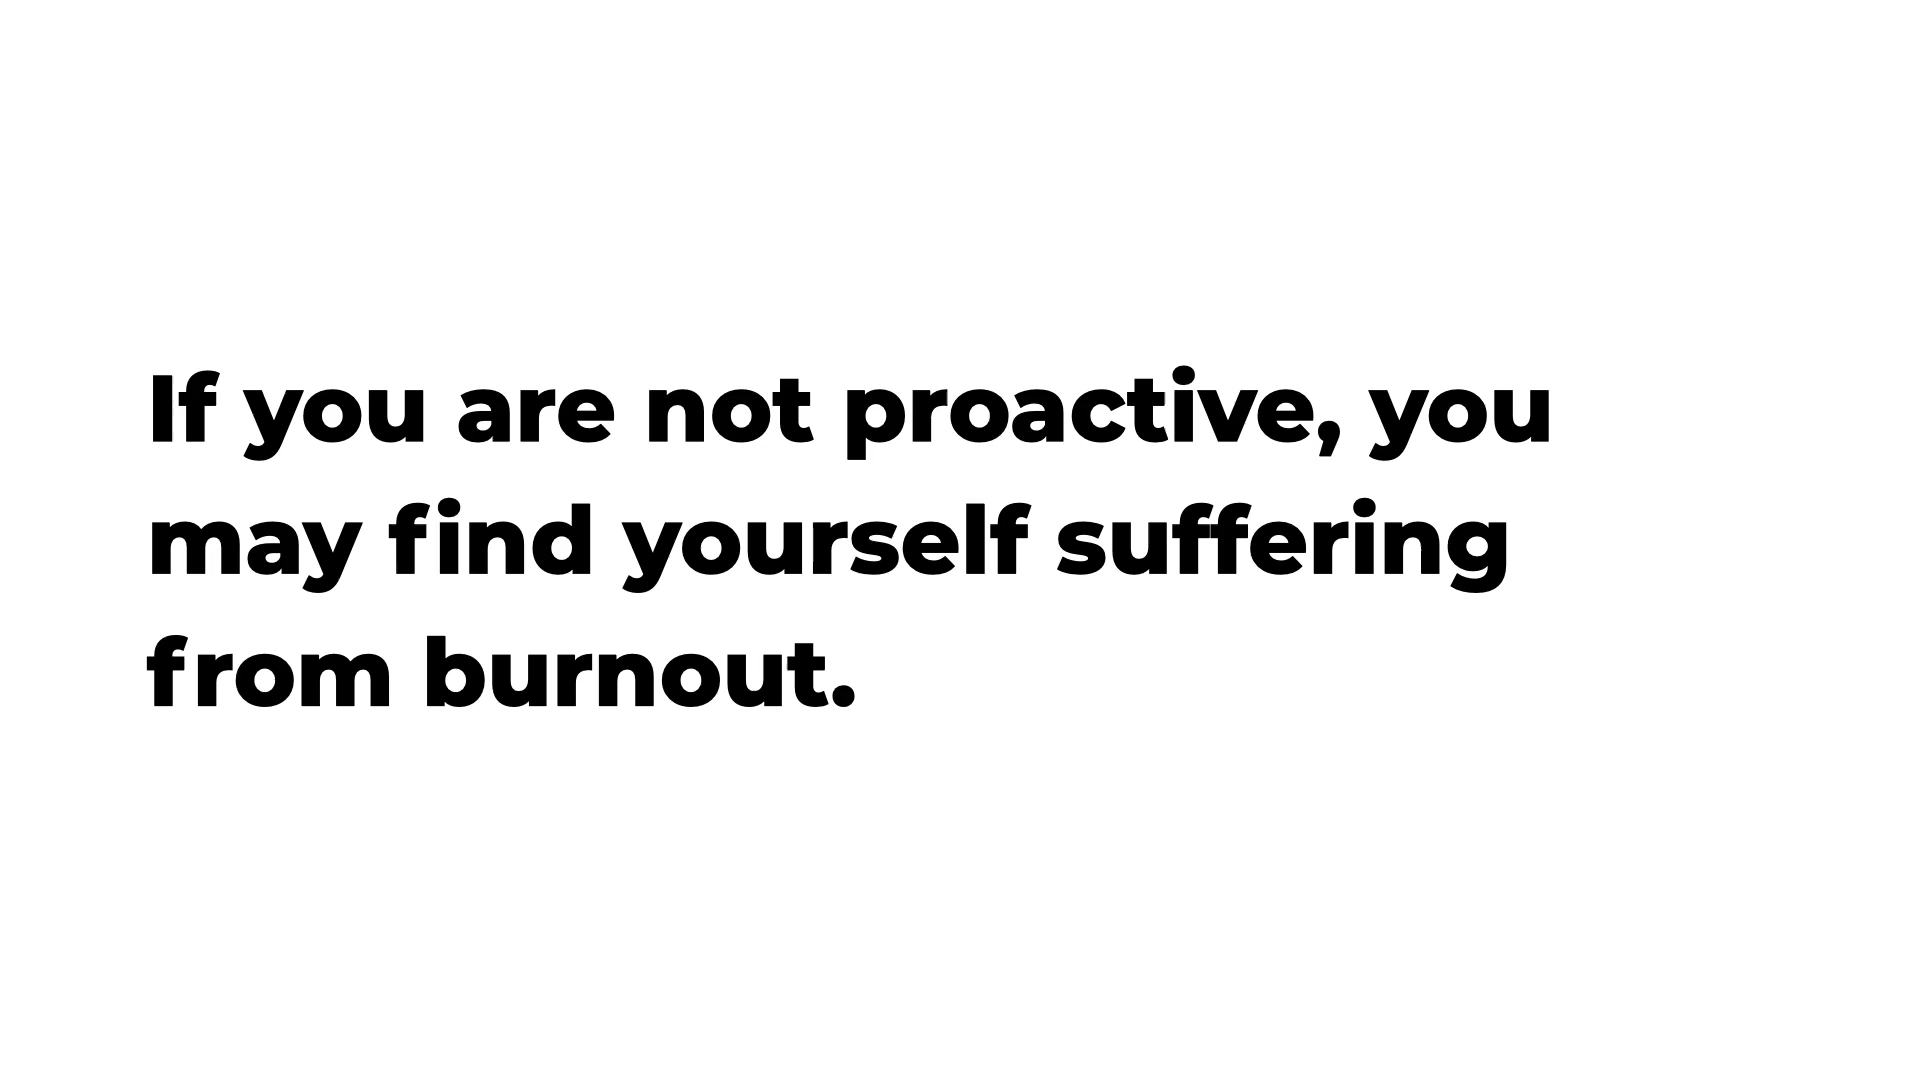 If you are not proactive, you
may find yourself suffering
from burnout.